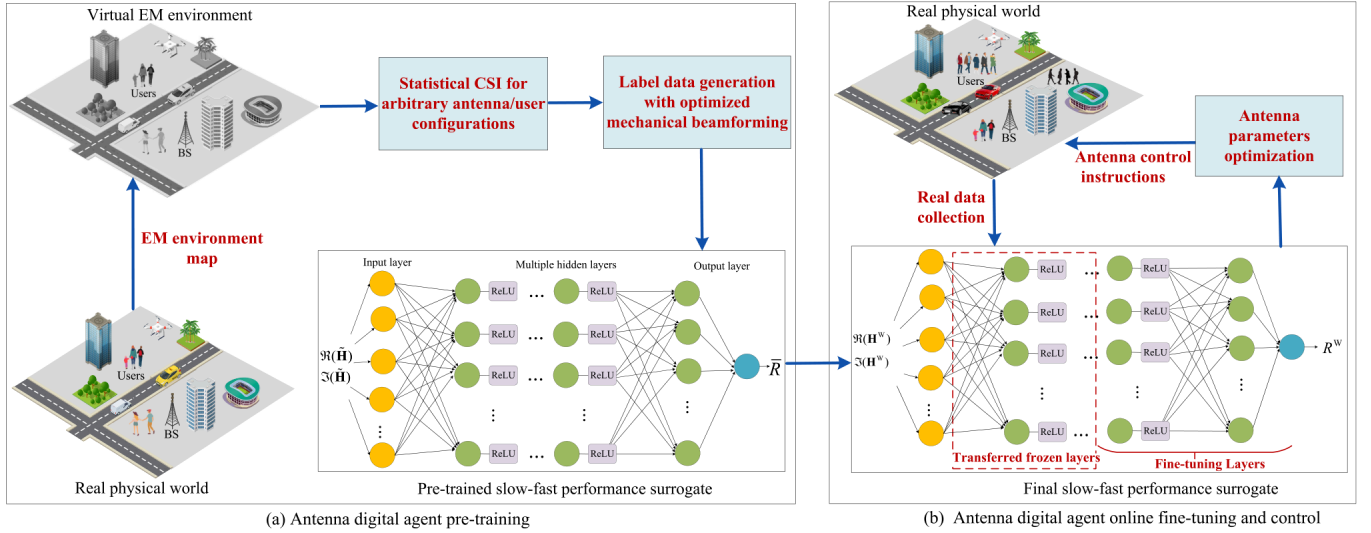 Virtual EM environment
Users
BS
Statistical CSI for
arbitrary antenna/user
configurations
Label data generation
with optimized
mechanical beamforming
EM environment
map
Users
BS
Real physical world
Input layer
Multiple hidden layers
Output layer
ReLU ... ReLU
ReLU ... ReLU
ReLU ... ReLU
ReLU ... ReLU
ℜ(H̃)
ℑ(H̃)
R̅
Pre-trained slow-fast performance surrogate
(a) Antenna digital agent pre-training
Real physical world
Users
BS
Antenna
parameters
optimization
Antenna control
instructions
Real data
collection
ReLU ... ReLU
ReLU ... ReLU
ReLU ... ReLU
ReLU ... ReLU
ℜ(Hᵂ)
ℑ(Hᵂ)
Rᵂ
Transferred frozen layers
Fine-tuning Layers
Final slow-fast performance surrogate
(b) Antenna digital agent online fine-tuning and control